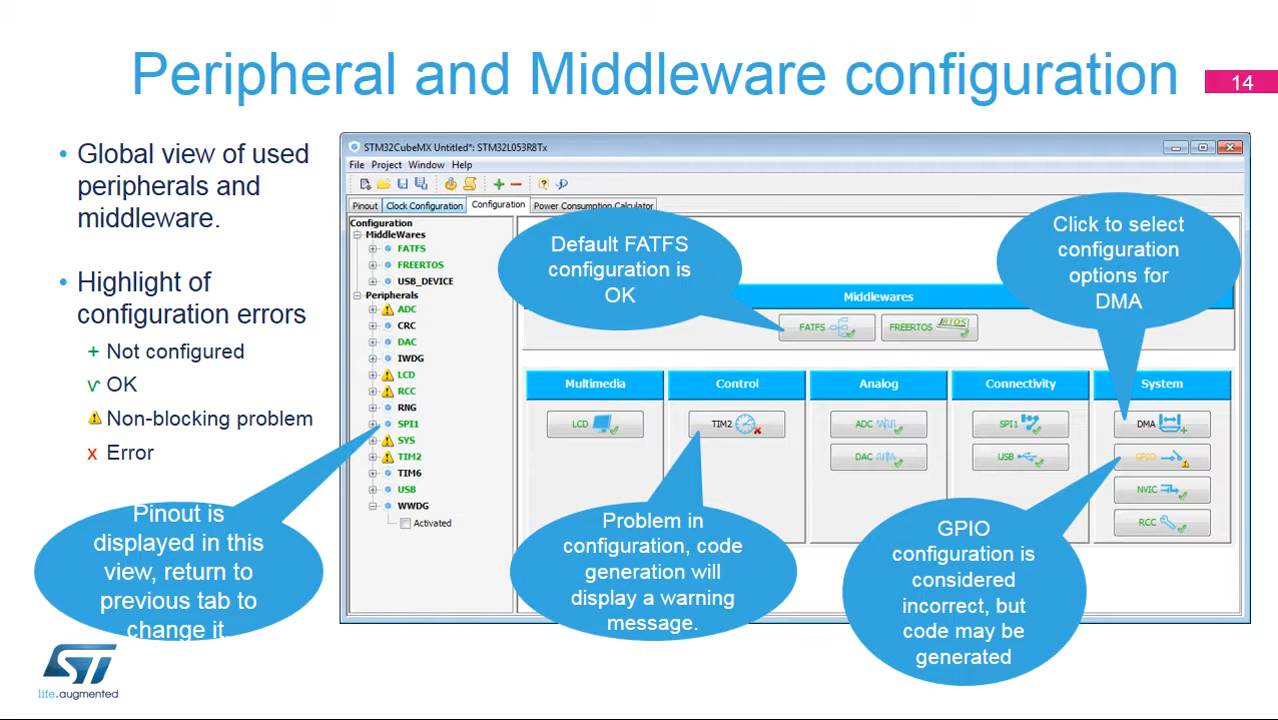 Peripheral and Middleware configuration
14
• Global view of used
peripherals and
middleware.
• Highlight of
configuration errors
+ Not configured
OK
Non-blocking problem
x Error
STM32CubeMX Untitled*: STM32L053R8Tx
File Project Window Help
Pinout Clock Configuration Configuration Power Consumption Calculator
Configuration
MiddleWares
FATFS
FREERTOS
USB_DEVICE
Peripherals
ADC
CRC
DAC
IWDG
LCD
RCC
RNG
SPI1
SYS
TIM2
TIM6
USB
WWDG
Activated
Default FATFS
configuration is
OK
Click to select
configuration
options for
DMA
Middlewares
FATFS FREERTOS RTOS
Multimedia Control Analog Connectivity System
LCD TIM2 ADC SPI1 DMA
DAC USB GPIO
NVIC
RCC
Pinout is
displayed in this
view, return to
previous tab to
change it.
Problem in
configuration, code
generation will
display a warning
message.
GPIO
configuration is
considered
incorrect, but
code may be
generated
ST
life.augmented